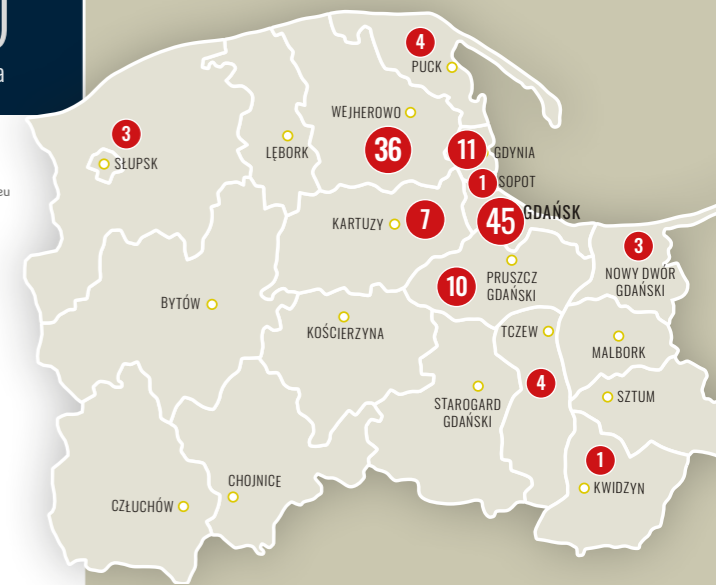 a
eu
4
PUCK
3
SŁUPSK
LĘBORK
WEJHEROWO
36
11
GDYNIA
1
SOPOT
45
GDAŃSK
KARTUZY
7
3
NOWY DWÓR
GDAŃSKI
10
PRUSZCZ
GDAŃSKI
BYTÓW
KOŚCIERZYNA
TCZEW
MALBORK
4
STAROGARD
GDAŃSKI
SZTUM
1
KWIDZYN
CHOJNICE
CZŁUCHÓW